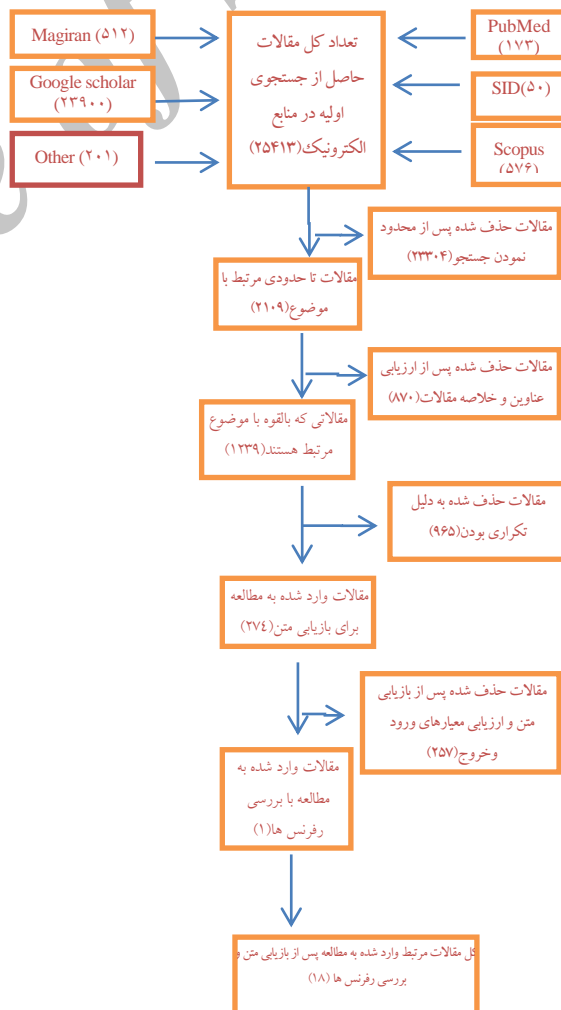 Magiran (۵۱۲)
Google scholar
(۲۳۹۰۰)
Other (۲۰۱)
تعداد کل مقالات
حاصل از جستجوی
اولیه در منابع
الکترونیک(۲۵۴۱۳)
PubMed
(۱۷۳)
SID(۵۰)
Scopus
(۵۷۶)
مقالات حذف شده پس از محدود
نمودن جستجو(۲۳۳۰۴)
مقالات تا حدودی مرتبط با
موضوع(۲۱۰۹)
مقالات حذف شده پس از ارزیابی
عناوین و خلاصه مقالات(۸۷۰)
مقالاتی که بالقوه با موضوع
مرتبط هستند(۱۲۳۹)
مقالات حذف شده به دلیل
تکراری بودن(۹۶۵)
مقالات وارد شده به مطالعه
برای بازیابی متن(۲۷٤)
مقالات حذف شده پس از بازیابی
متن و ارزیابی معیارهای ورود
وخروج(۲۵۷)
مقالات وارد شده به
مطالعه با بررسی
رفرنس ها(۱)
کل مقالات مرتبط وارد شده به مطالعه پس از بازیابی متن و
بررسی رفرنس ها (۱۸)